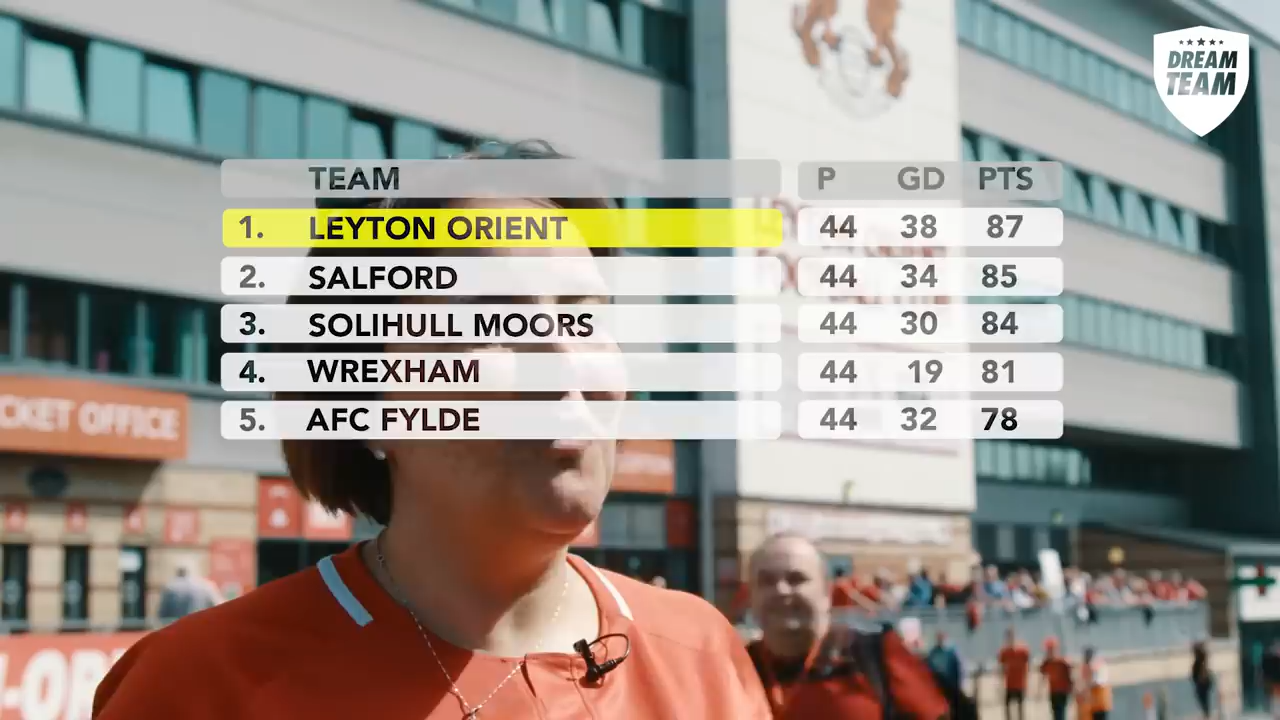 DREAM
TEAM
TEAM P GD PTS
1. LEYTON ORIENT 44 38 87
2. SALFORD 44 34 85
3. SOLIHULL MOORS 44 30 84
4. WREXHAM 44 19 81
5. AFC FYLDE 44 32 78
CKET OFFICE